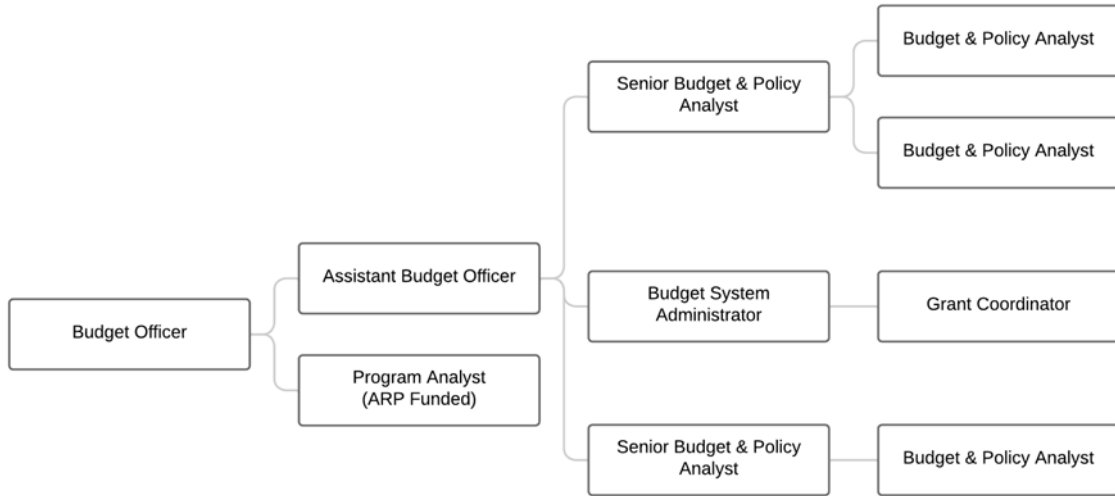 Budget & Policy Analyst
Senior Budget & Policy
Analyst
Budget & Policy Analyst
Assistant Budget Officer
Budget System
Administrator
Grant Coordinator
Budget Officer
Program Analyst
(ARP Funded)
Senior Budget & Policy
Analyst
Budget & Policy Analyst